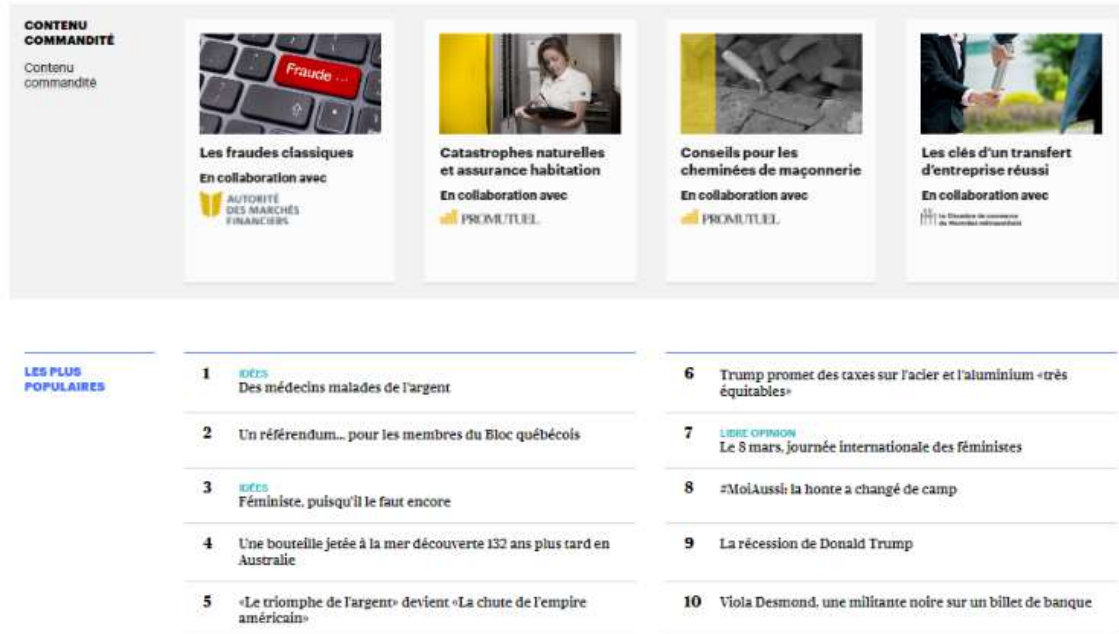 CONTENU
COMMANDITÉ
Contenu
commandité
Fraude ...
Les fraudes classiques
En collaboration avec
AUTORITÉ
DES MARCHÉS
FINANCIERS
Catastrophes naturelles
et assurance habitation
En collaboration avec
PROMUTUEL
Conseils pour les
cheminées de maçonnerie
En collaboration avec
PROMUTUEL
Les clés d'un transfert
d'entreprise réussi
En collaboration avec
La Chambre de commerce
du Montréal métropolitain
LES PLUS
POPULAIRES
1 IDÉES
Des médecins malades de l'argent
2 Un référendum... pour les membres du Bloc québécois
3 IDÉES
Féministe, puisqu'il le faut encore
4 Une bouteille jetée à la mer découverte 132 ans plus tard en
Australie
5 «Le triomphe de l'argent» devient «La chute de l'empire
américain»
6 Trump promet des taxes sur l'acier et l'aluminium «très
équitables»
7 LIBRE OPINION
Le 8 mars, journée internationale des féministes
8 #MoiAussi: la honte a changé de camp
9 La récession de Donald Trump
10 Viola Desmond, une militante noire sur un billet de banque